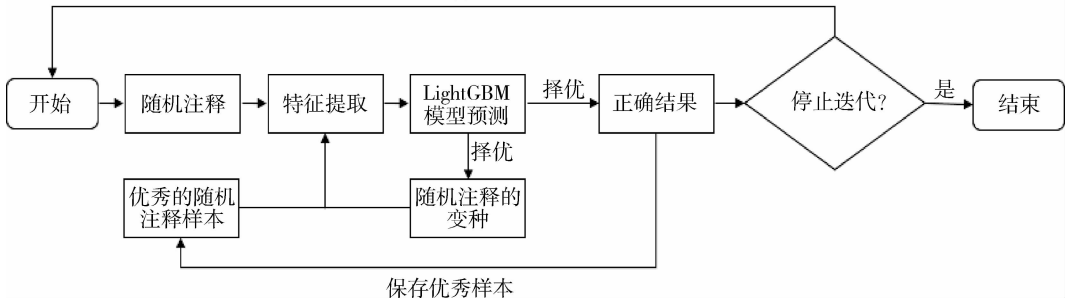 开始
随机注释
特征提取
LightGBM
模型预测
择优
正确结果
停止迭代?
是
结束
择优
优秀的随机
注释样本
随机注释的
变种
保存优秀样本